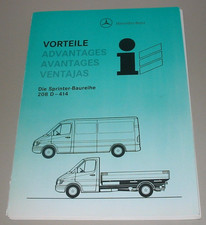 Mercedes-Benz
VORTEILE
ADVANTAGES
AVANTAGES
VENTAJAS
Die Sprinter-Baureihe
208 D - 414